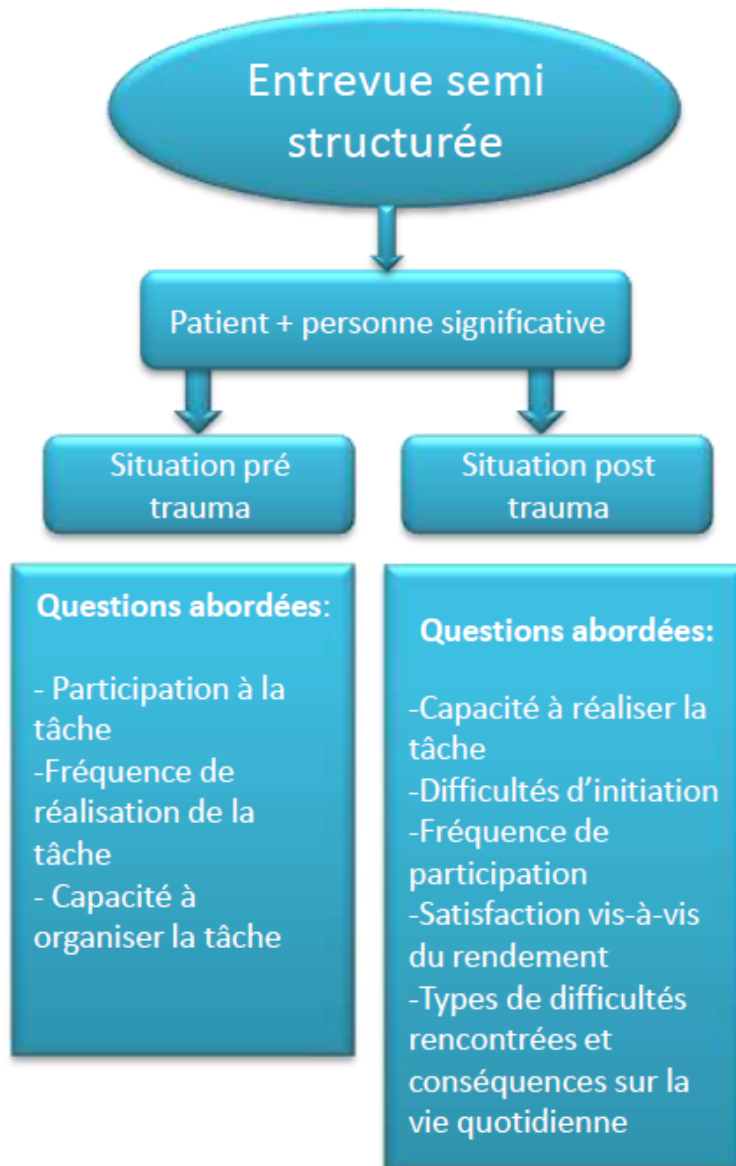 Entrevue semi
structurée
Patient + personne significative
Situation pré
trauma
Situation post
trauma
Questions abordées:
- Participation à la
tâche
-Fréquence de
réalisation de la
tâche
- Capacité à
organiser la tâche
Questions abordées:
-Capacité à réaliser la
tâche
-Difficultés d’initiation
-Fréquence de
participation
-Satisfaction vis-à-vis
du rendement
-Types de difficultés
rencontrées et
conséquences sur la
vie quotidienne